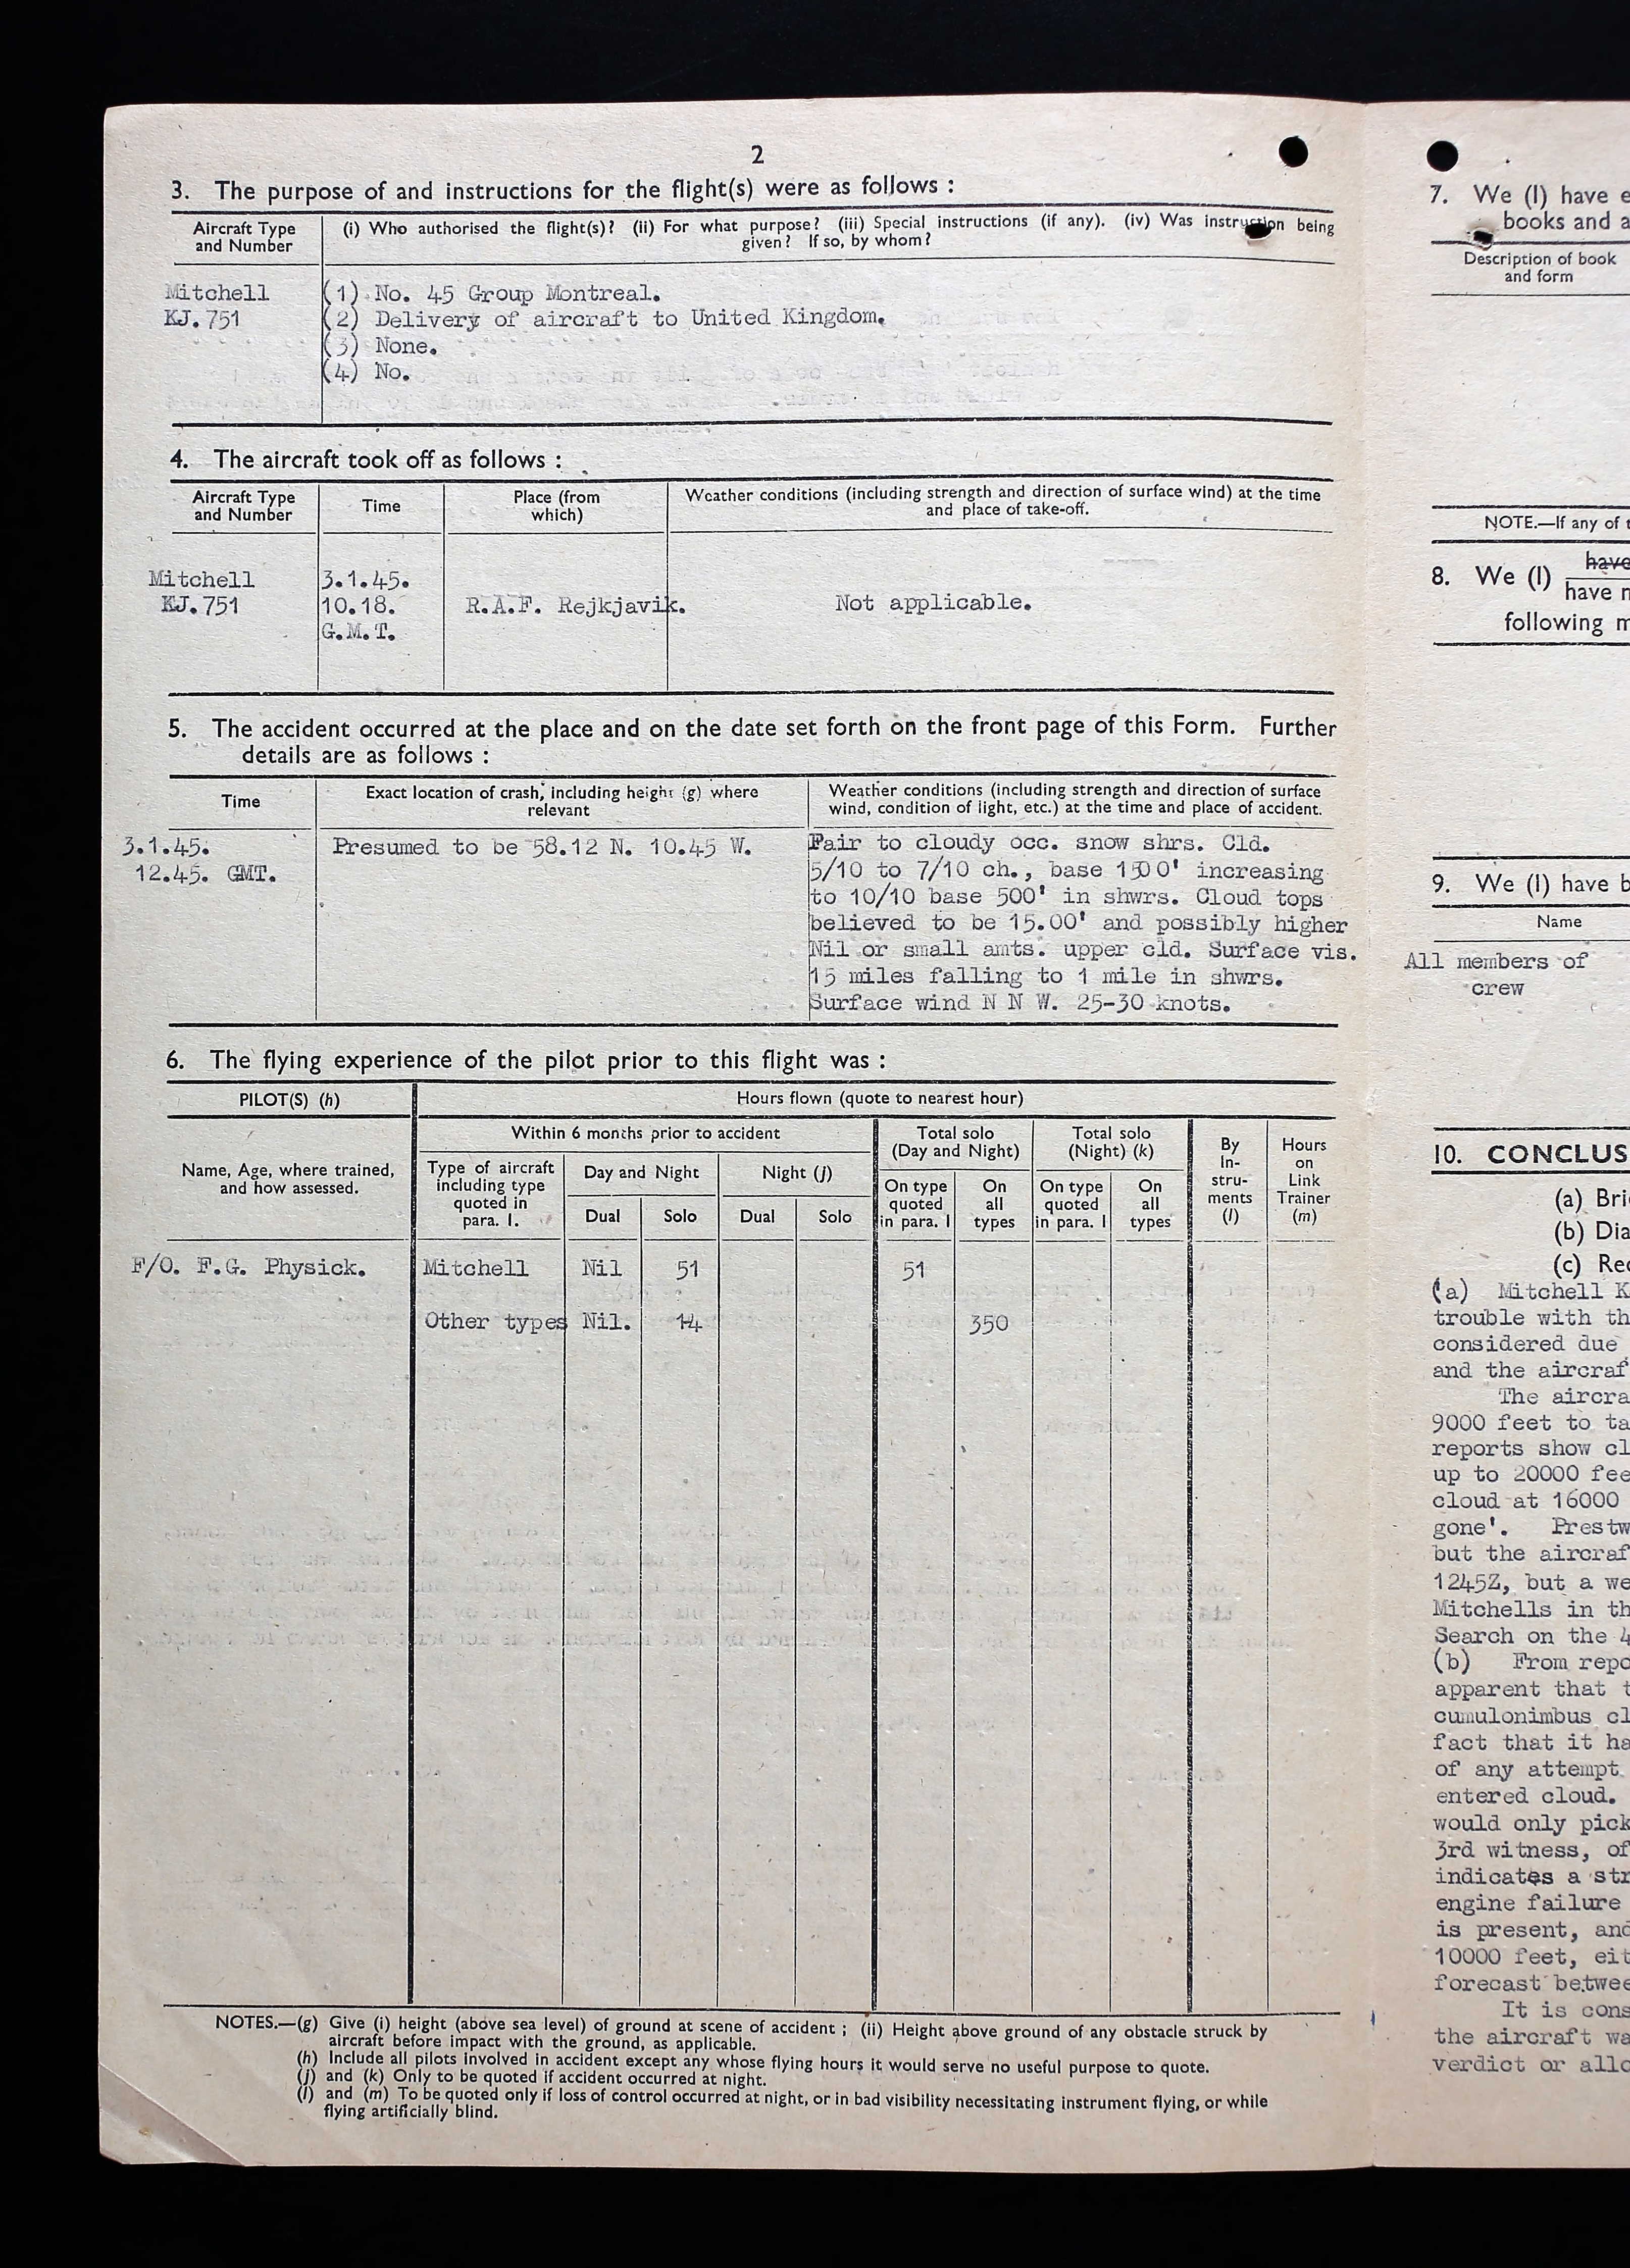 2
3. The purpose of and instructions for the flight(s) were as follows :
Aircraft Type and Number
(i) Who authorised the flight(s)? (ii) For what purpose? (iii) Special instructions (if any). (iv) Was instruction being given? If so, by whom?
Mitchell (1) No. 45 Group Montreal.
KJ.751 (2) Delivery of aircraft to United Kingdom.
(3) None.
(4) No.
4. The aircraft took off as follows :
Aircraft Type and Number
Time
Place (from which)
Weather conditions (including strength and direction of surface wind) at the time and place of take-off.
Mitchell 3.1.45.
KJ.751 10.18. R.A.F. Rejkjavik. Not applicable.
G.M.T.
5. The accident occurred at the place and on the date set forth on the front page of this Form. Further
details are as follows :
Time
Exact location of crash, including height (g) where relevant
Weather conditions (including strength and direction of surface wind, condition of light, etc.) at the time and place of accident.
3.1.45.
12.45. GMT.
Presumed to be 58.12 N. 10.45 W.
Fair to cloudy occ. snow shrs. Cld.
5/10 to 7/10 ch., base 1500' increasing
to 10/10 base 500' in shwrs. Cloud tops
believed to be 15.00' and possibly higher
Nil or small amts. upper cld. Surface vis.
15 miles falling to 1 mile in shwrs.
Surface wind N N W. 25-30 knots.
6. The flying experience of the pilot prior to this flight was :
PILOT(S) (h)
Hours flown (quote to nearest hour)
Name, Age, where trained, and how assessed.
Within 6 months prior to accident
Type of aircraft including type quoted in para. 1.
Day and Night
Dual Solo
Night (j)
Dual Solo
Total solo (Day and Night)
On type quoted in para. 1
On all types
Total solo (Night) (k)
On type quoted in para. 1
On all types
By In-stru-ments (l)
Hours on Link Trainer (m)
F/O. F.G. Physick. Mitchell Nil 51 51
Other types Nil. 14 350
NOTES.—(g) Give (i) height (above sea level) of ground at scene of accident ; (ii) Height above ground of any obstacle struck by
aircraft before impact with the ground, as applicable.
(h) Include all pilots involved in accident except any whose flying hours it would serve no useful purpose to quote.
(j) and (k) Only to be quoted if accident occurred at night.
(l) and (m) To be quoted only if loss of control occurred at night, or in bad visibility necessitating instrument flying, or while
flying artificially blind.
7. We (I) have e
books and a
Description of book
and form
NOTE.—If any of t
8. We (I) have
have n
following m
9. We (I) have b
Name
All members of
crew
10. CONCLUS
(a) Bri
(b) Dia
(c) Rec
(a) Mitchell K
trouble with th
considered due
and the aircraf
The aircra
9000 feet to ta
reports show cl
up to 20000 fee
cloud at 16000
gone'. Prestw
but the aircraf
1245Z, but a we
Mitchells in th
Search on the 4
(b) From repo
apparent that t
cumulonimbus cl
fact that it ha
of any attempt
entered cloud.
would only pick
3rd witness, of
indicates a str
engine failure
is present, and
10000 feet, eit
forecast betwee
It is cons
the aircraft wa
verdict or allo